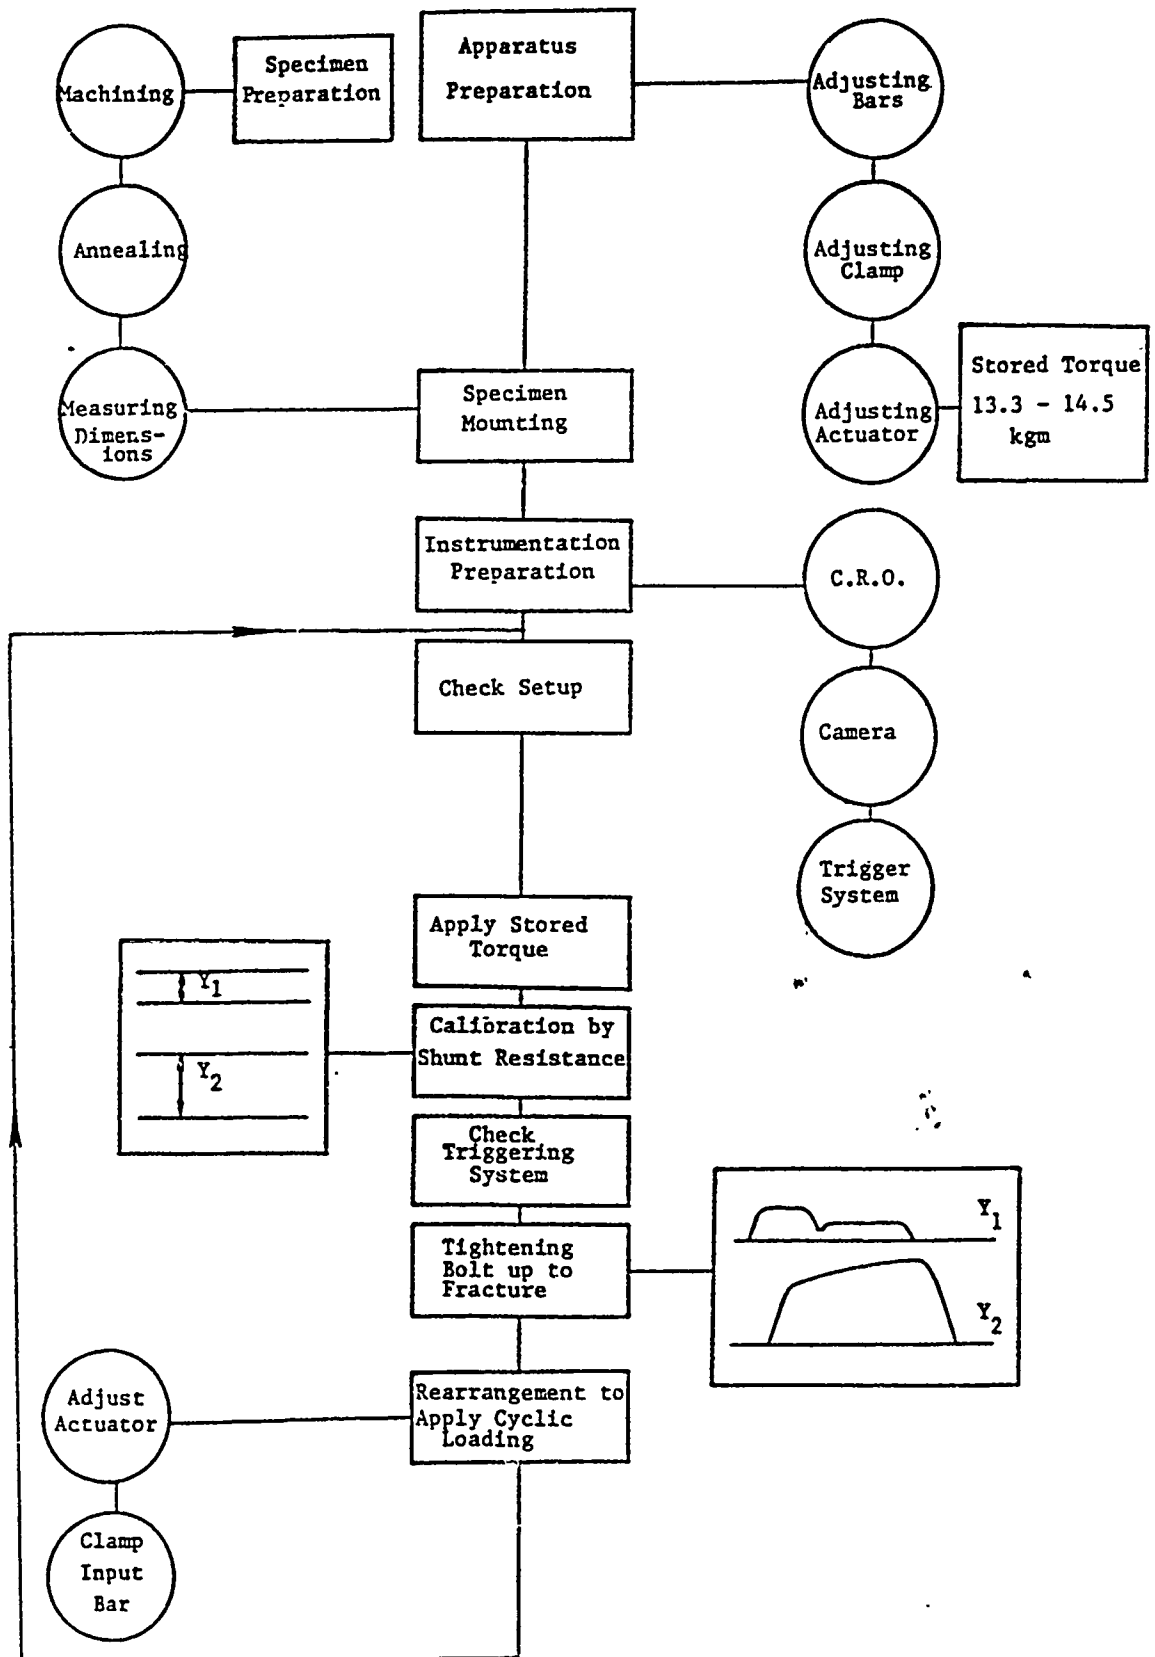 Machining
Specimen
Preparation
Apparatus
Preparation
Adjusting
Bars
Annealing
Adjusting
Clamp
Measuring
Dimens-
ions
Specimen
Mounting
Adjusting
Actuator
Stored Torque
13.3 - 14.5
kgm
Instrumentation
Preparation
C.R.O.
Check Setup
Camera
Trigger
System
Apply Stored
Torque
Y1
Y2
Calibration by
Shunt Resistance
Check
Triggering
System
Tightening
Bolt up to
Fracture
Y1
Y2
Adjust
Actuator
Rearrangement to
Apply Cyclic
Loading
Clamp
Input
Bar